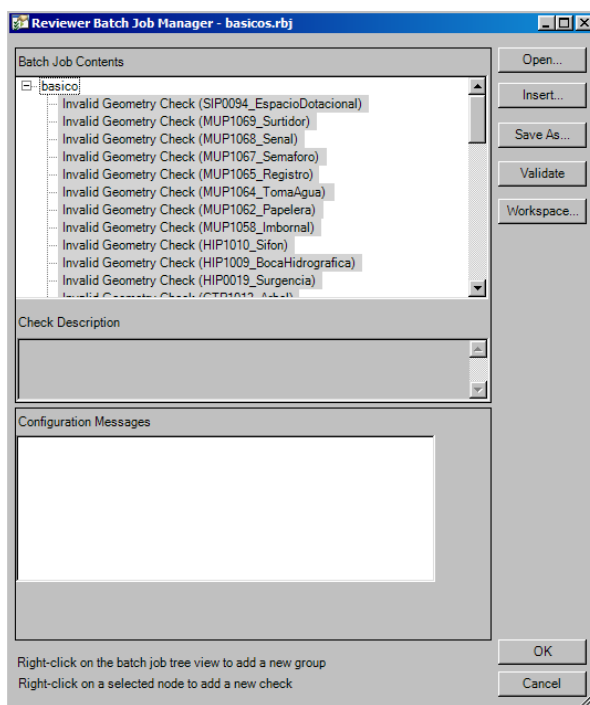 Reviewer Batch Job Manager - basicos.rbj
Batch Job Contents
basico
Invalid Geometry Check (SIP0094_EspacioDotacional)
Invalid Geometry Check (MUP1069_Surtidor)
Invalid Geometry Check (MUP1068_Senal)
Invalid Geometry Check (MUP1067_Semaforo)
Invalid Geometry Check (MUP1065_Registro)
Invalid Geometry Check (MUP1064_TomaAgua)
Invalid Geometry Check (MUP1062_Papelera)
Invalid Geometry Check (MUP1058_Imbornal)
Invalid Geometry Check (HIP1010_Sifon)
Invalid Geometry Check (HIP1009_BocaHidrografica)
Invalid Geometry Check (HIP0019_Surgencia)
Invalid Geometry Check
Open...
Insert...
Save As...
Validate
Workspace...
Check Description
Configuration Messages
Right-click on the batch job tree view to add a new group
Right-click on a selected node to add a new check
OK
Cancel